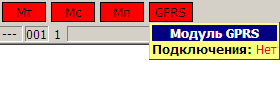 Мт Мс Мп GPRS
--- 001 1
Модуль GPRS
Подключения: Нет